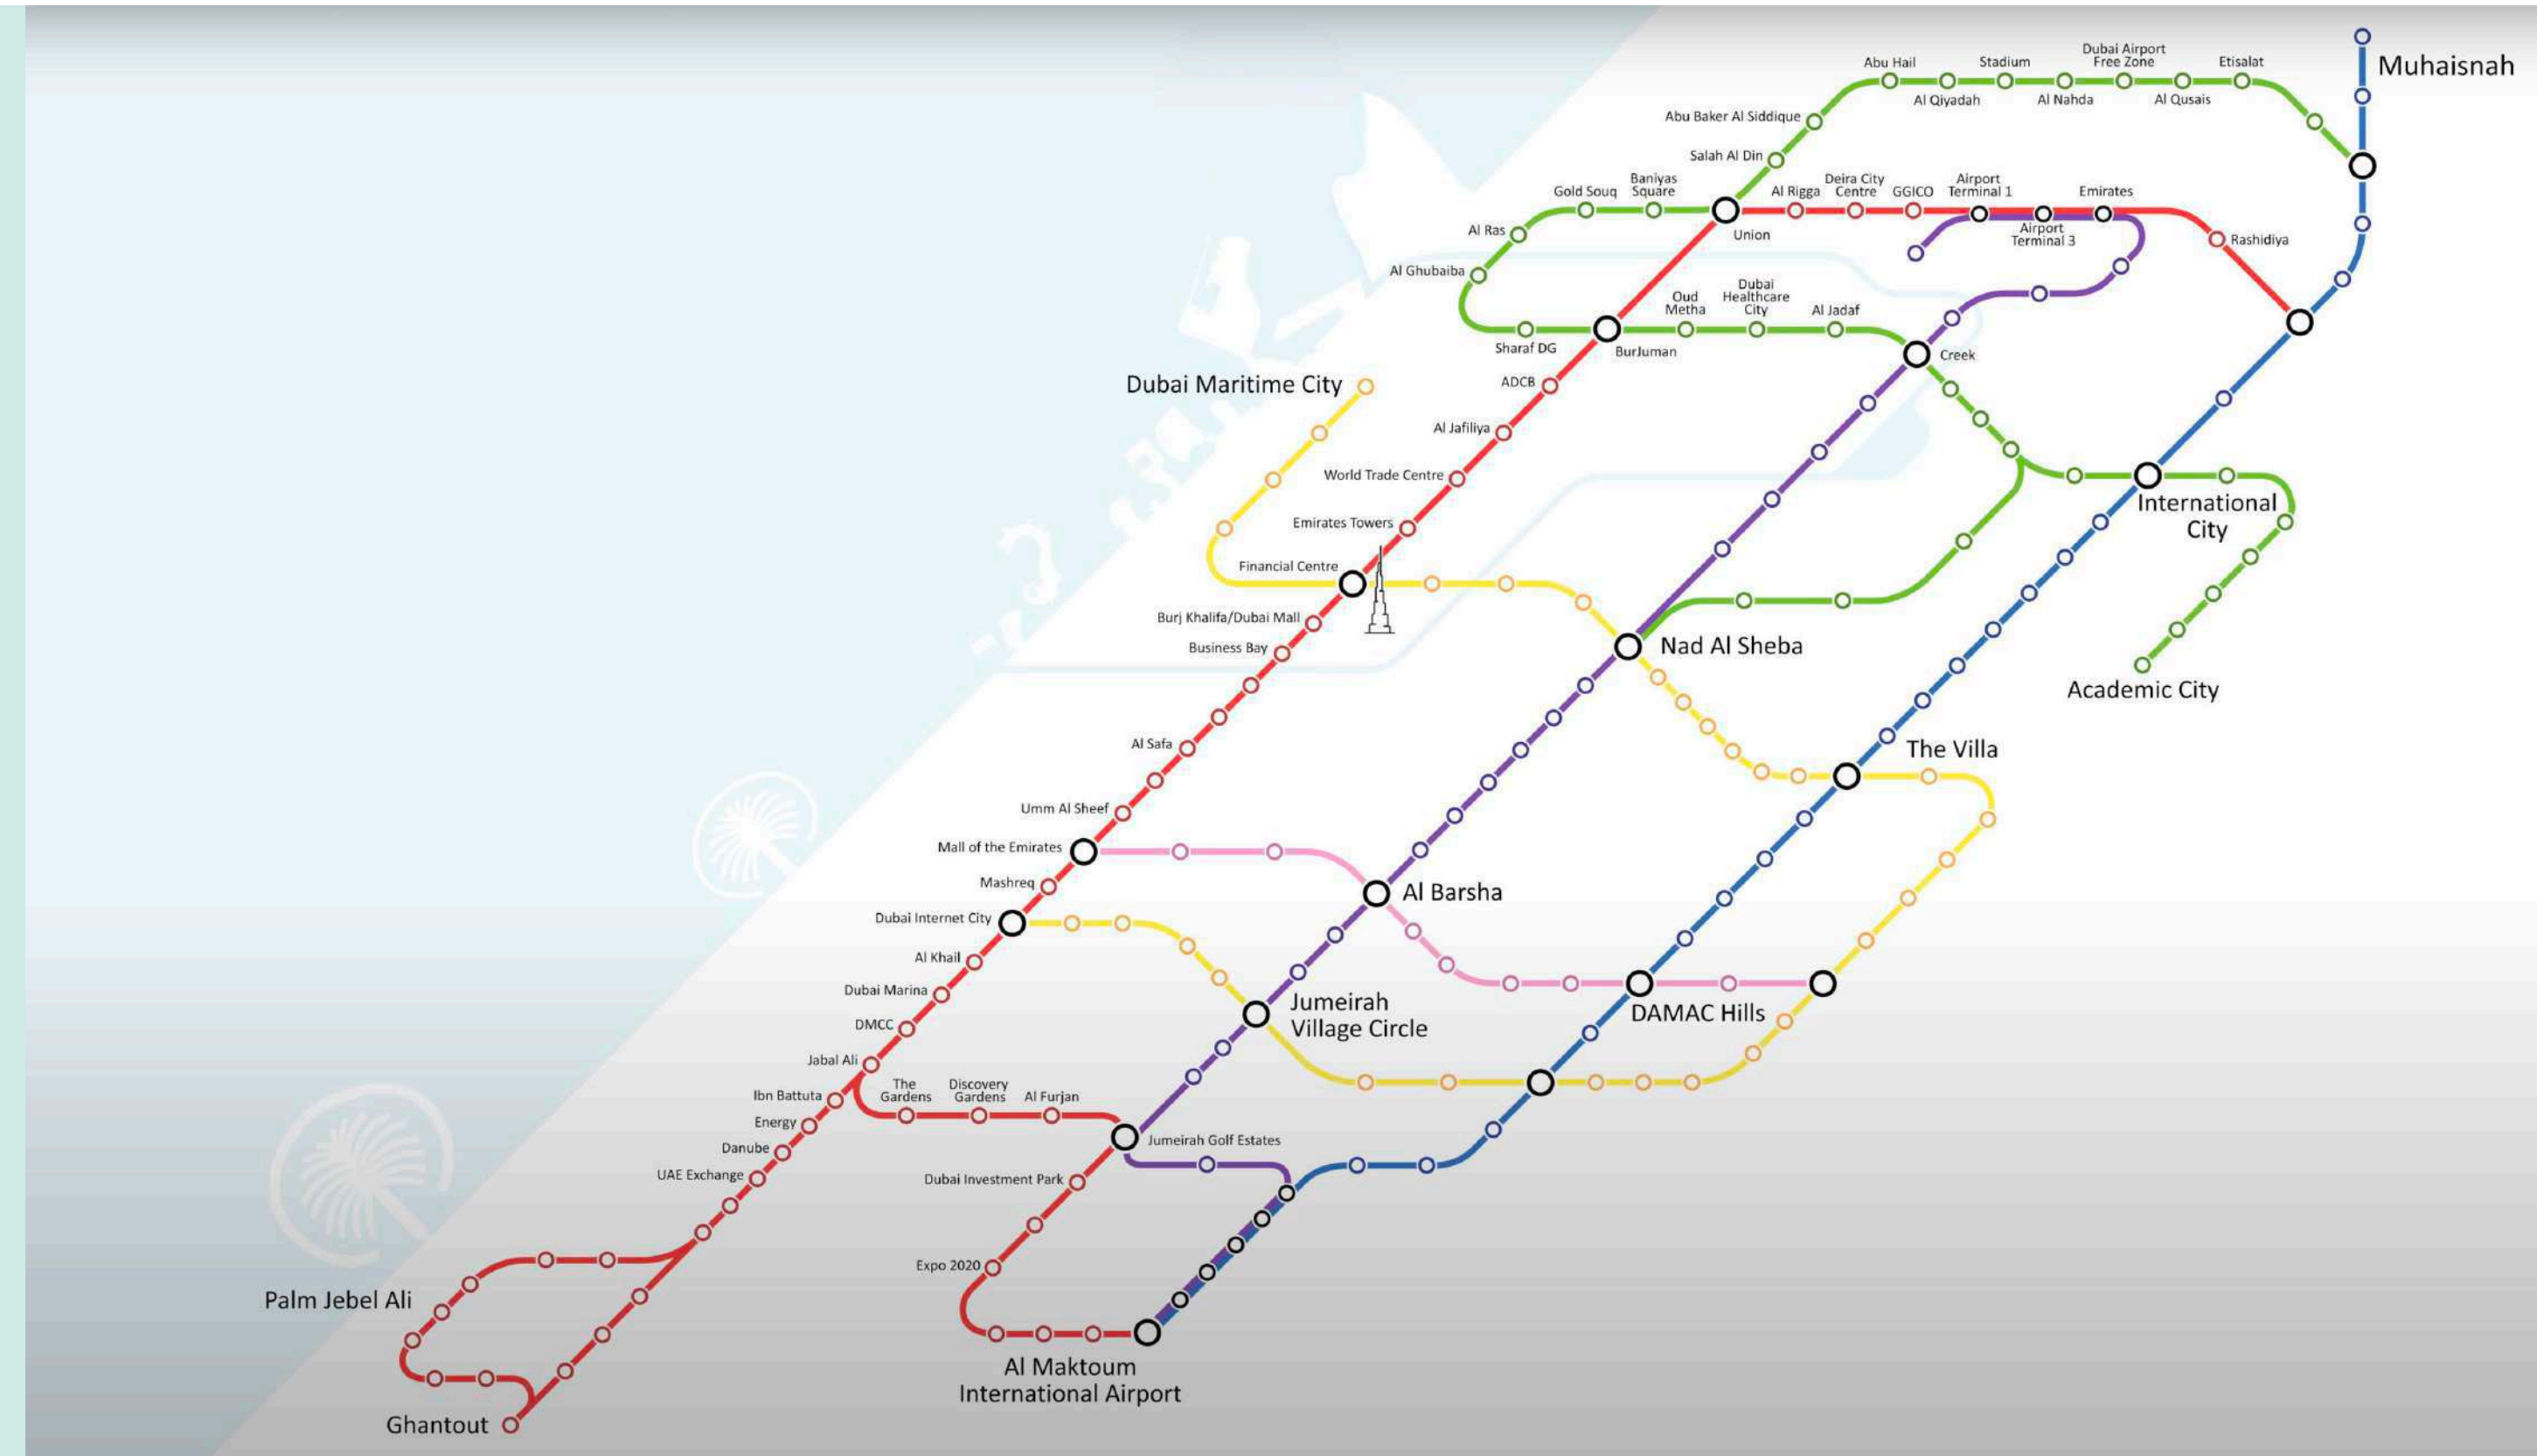 Muhaisnah
Dubai Airport
Free Zone
Abu Hail
Stadium
Etisalat
Al Qiyadah
Al Nahda
Al Qusais
Abu Baker Al Siddique
Salah Al Din
Gold Souq
Baniyas
Square
Al Rigga
Deira City
Centre
GGICO
Airport
Terminal 1
Emirates
Al Ras
Union
Airport
Terminal 3
Rashidiya
Al Ghubaiba
Oud
Metha
Dubai
Healthcare
City
Al Jadaf
Sharaf DG
BurJuman
Creek
Dubai Maritime City
ADCB
Al Jafiliya
World Trade Centre
International
City
Emirates Towers
Financial Centre
Burj Khalifa/Dubai Mall
Business Bay
Nad Al Sheba
Academic City
Al Safa
The Villa
Umm Al Sheef
Mall of the Emirates
Mashreq
Al Barsha
Dubai Internet City
Al Khail
Dubai Marina
Jumeirah
Village Circle
DAMAC Hills
DMCC
Jabal Ali
Ibn Battuta
The
Gardens
Discovery
Gardens
Al Furjan
Energy
Danube
Jumeirah Golf Estates
UAE Exchange
Dubai Investment Park
Expo 2020
Palm Jebel Ali
Al Maktoum
International Airport
Ghantout